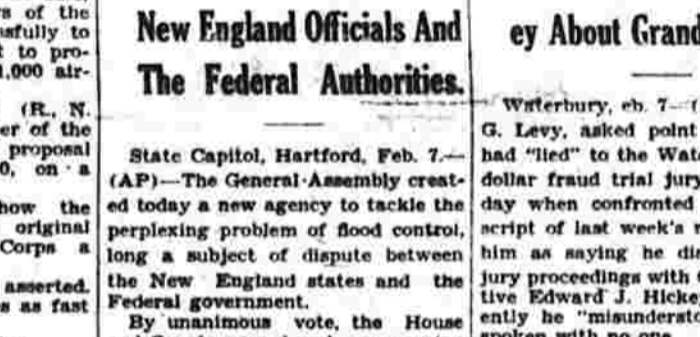 s of the
ssfully to
t to pro-
1,000 air-
(R., N.
er of the
proposal
0, on a
how the
original
Corps a
asserted.
s as fast
New England Officials And
The Federal Authorities.
State Capitol, Hartford, Feb. 7.—
(AP)—The General Assembly creat-
ed today a new agency to tackle the
perplexing problem of flood control,
long a subject of dispute between
the New England states and the
Federal government.
By unanimous vote, the House
ey About Grand
Waterbury, eb. 7—
G. Levy, asked point
had "lied" to the Wat
dollar fraud trial jury
day when confronted
script of last week's
him as saying he di
jury proceedings with
tive Edward J. Hicke
ently he "misunderst
spoken with no one